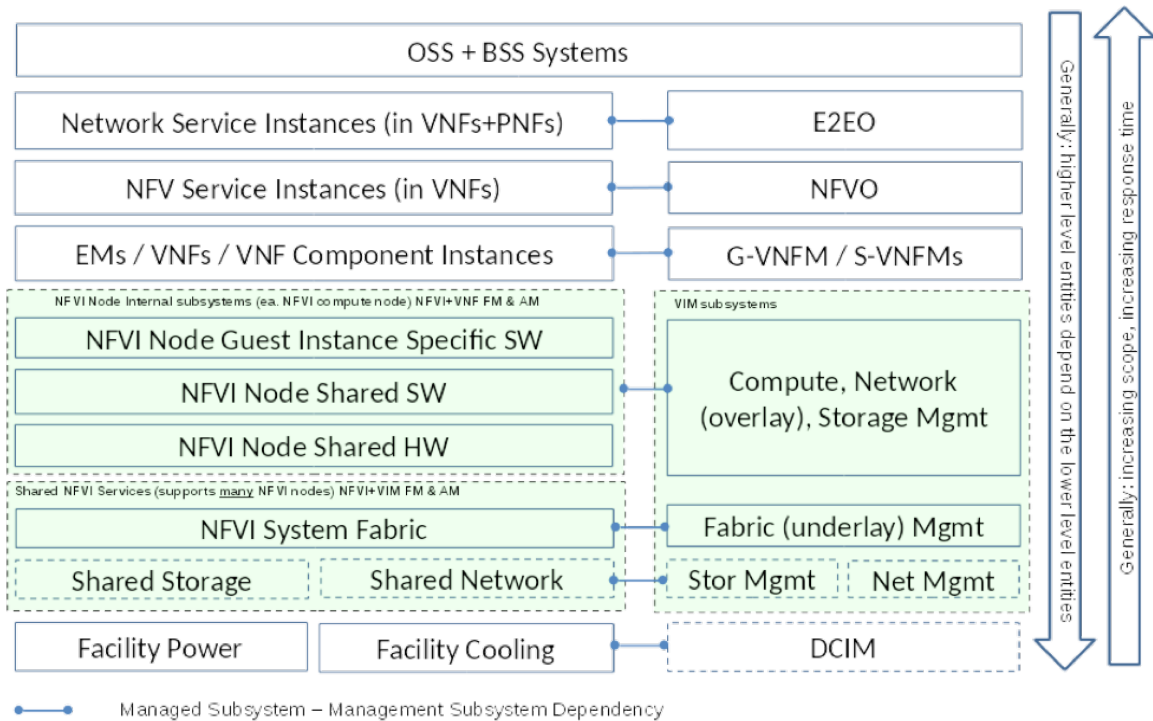 OSS + BSS Systems
Network Service Instances (in VNFs+PNFs)
E2EO
NFV Service Instances (in VNFs)
NFVO
EMs / VNFs / VNF Component Instances
G-VNFM / S-VNFMs
NFVI Node Internal subsystems (ea. NFVI compute node) NFVI+VNF FM & AM
NFVI Node Guest Instance Specific SW
NFVI Node Shared SW
NFVI Node Shared HW
VIM subsystems
Compute, Network
(overlay), Storage Mgmt
Shared NFVI Services (supports many NFVI nodes) NFVI+VIM FM & AM
NFVI System Fabric
Fabric (underlay) Mgmt
Shared Storage
Shared Network
Stor Mgmt
Net Mgmt
Facility Power
Facility Cooling
DCIM
Generally: higher level entities depend on the lower level entities
Generally: increasing scope, increasing response time
Managed Subsystem – Management Subsystem Dependency